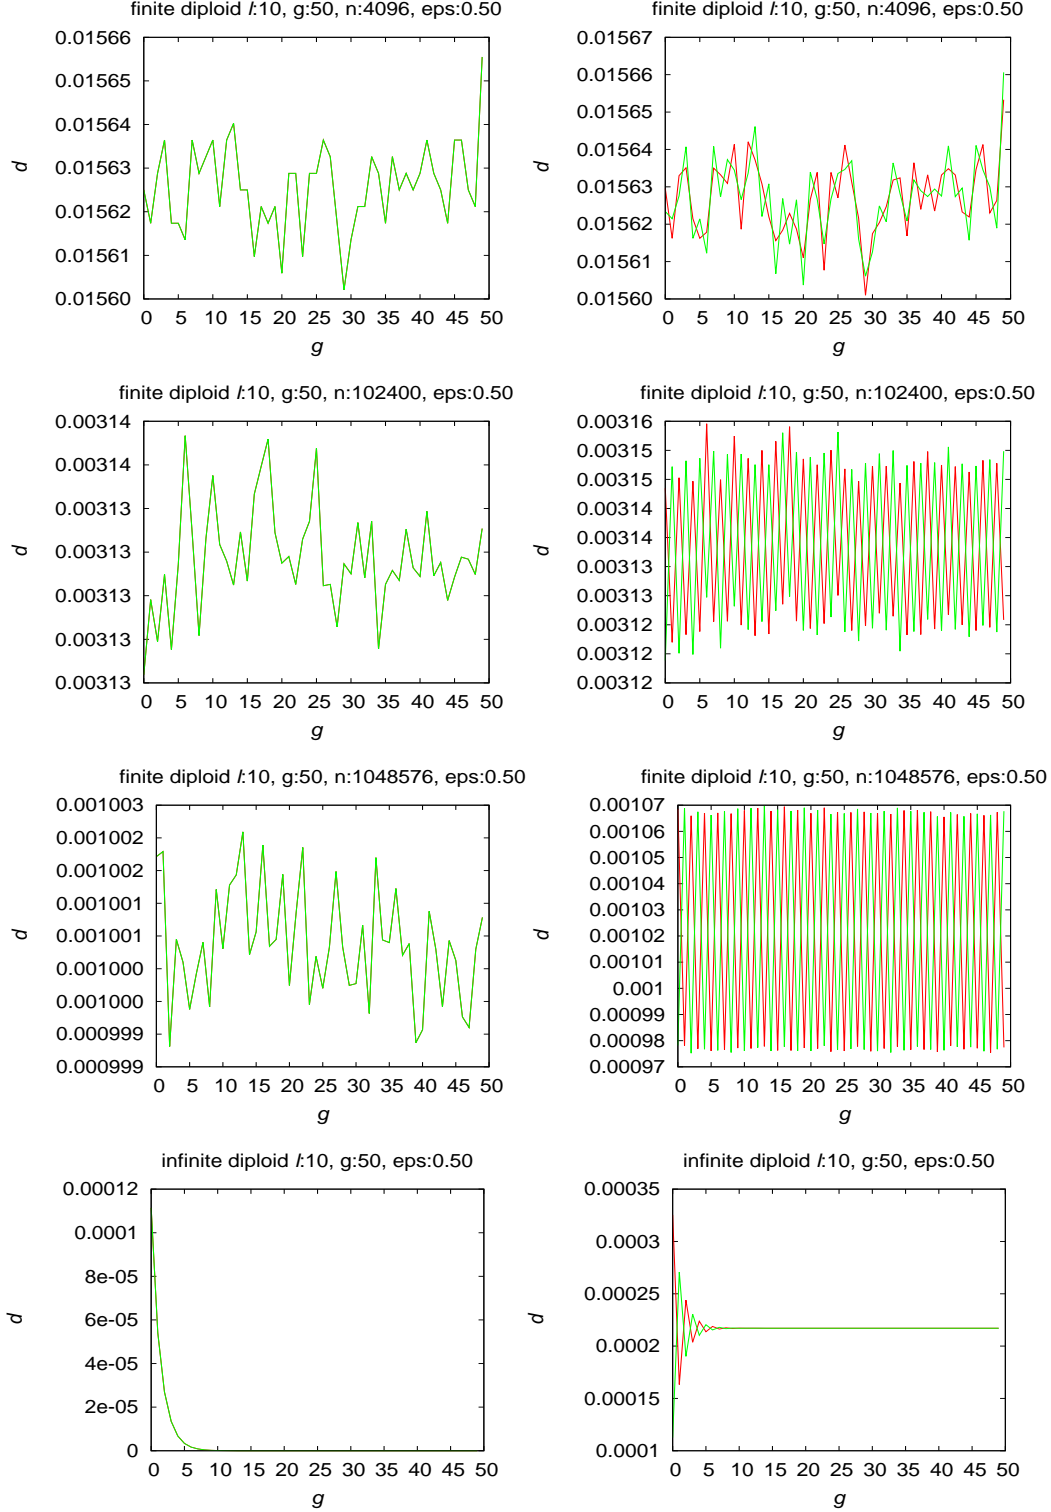 finite diploid l:10, g:50, n:4096, eps:0.50
0.01566
0.01565
0.01564
0.01563
0.01562
0.01561
0.01560
d
0 5 10 15 20 25 30 35 40 45 50
g
finite diploid l:10, g:50, n:4096, eps:0.50
0.01567
0.01566
0.01565
0.01564
0.01563
0.01562
0.01561
0.01560
d
0 5 10 15 20 25 30 35 40 45 50
g
finite diploid l:10, g:50, n:102400, eps:0.50
0.00314
0.00314
0.00313
0.00313
0.00313
0.00313
0.00313
d
0 5 10 15 20 25 30 35 40 45 50
g
finite diploid l:10, g:50, n:102400, eps:0.50
0.00316
0.00315
0.00315
0.00314
0.00314
0.00313
0.00313
0.00312
0.00312
0.00312
d
0 5 10 15 20 25 30 35 40 45 50
g
finite diploid l:10, g:50, n:1048576, eps:0.50
0.001003
0.001002
0.001002
0.001001
0.001001
0.001000
0.001000
0.000999
0.000999
d
0 5 10 15 20 25 30 35 40 45 50
g
finite diploid l:10, g:50, n:1048576, eps:0.50
0.00107
0.00106
0.00105
0.00104
0.00103
0.00102
0.00101
0.001
0.00099
0.00098
0.00097
d
0 5 10 15 20 25 30 35 40 45 50
g
infinite diploid l:10, g:50, eps:0.50
0.00012
0.0001
8e-05
6e-05
4e-05
2e-05
0
d
0 5 10 15 20 25 30 35 40 45 50
g
infinite diploid l:10, g:50, eps:0.50
0.00035
0.0003
0.00025
0.0002
0.00015
0.0001
d
0 5 10 15 20 25 30 35 40 45 50
g